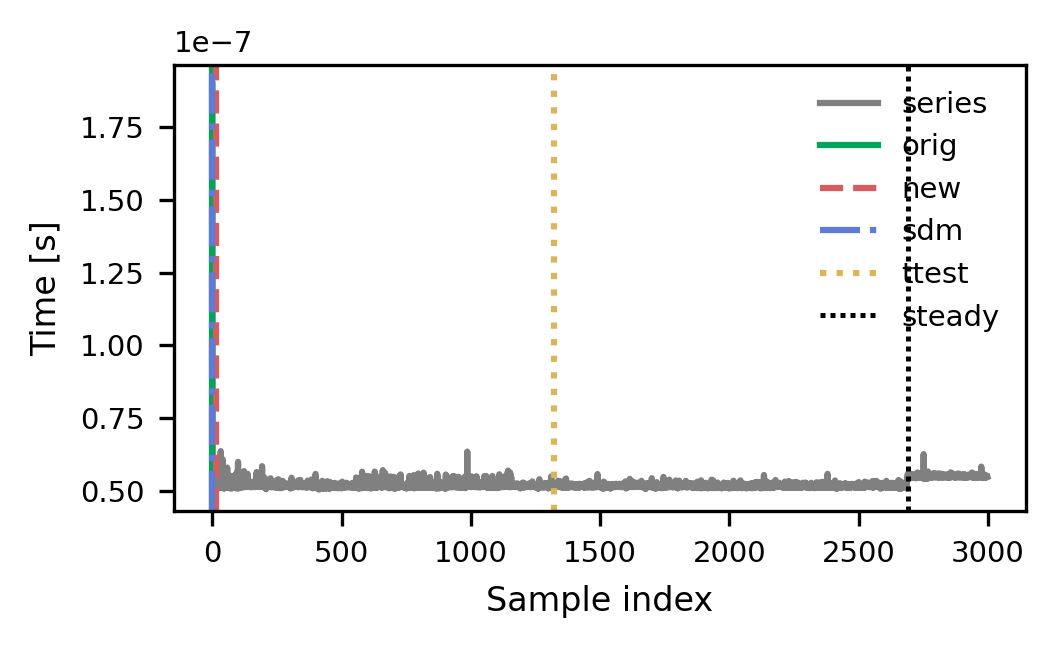 1e−7
1.75
1.50
1.25
1.00
0.75
0.50
Time [s]
series
orig
new
sdm
ttest
steady
0 500 1000 1500 2000 2500 3000
Sample index